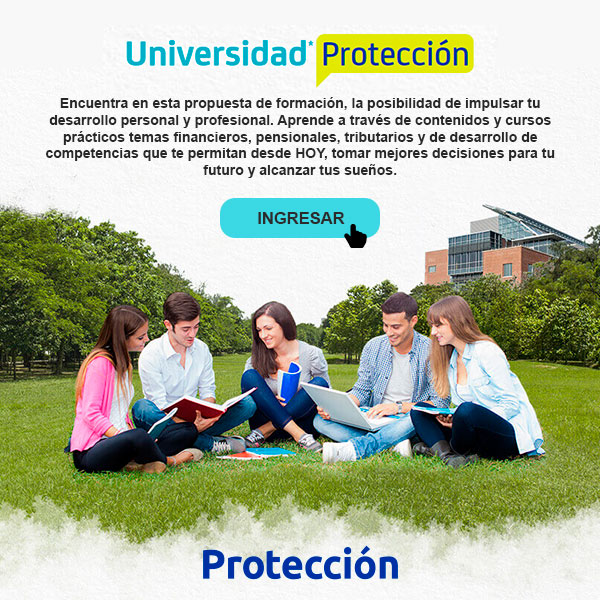 Universidad* Protección
Encuentra en esta propuesta de formación, la posibilidad de impulsar tu
desarrollo personal y profesional. Aprende a través de contenidos y cursos
prácticos temas financieros, pensionales, tributarios y de desarrollo de
competencias que te permitan desde HOY, tomar mejores decisiones para tu
futuro y alcanzar tus sueños.
INGRESAR
Protección